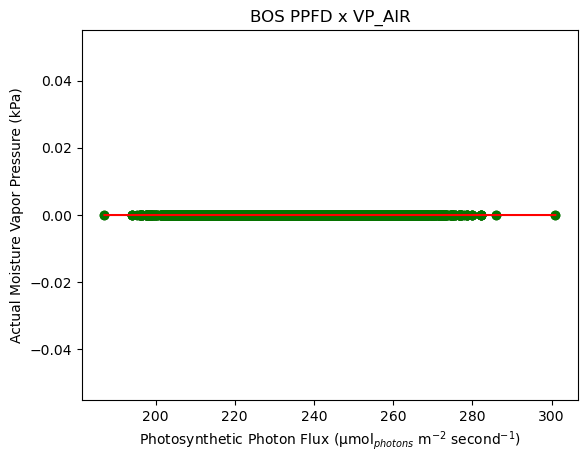 BOS PPFD x VP_AIR
Actual Moisture Vapor Pressure (kPa)
0.04
0.02
0.00
−0.02
−0.04
200 220 240 260 280 300
Photosynthetic Photon Flux (μmol$_{photons}$ m$^{-2}$ second$^{-1}$)